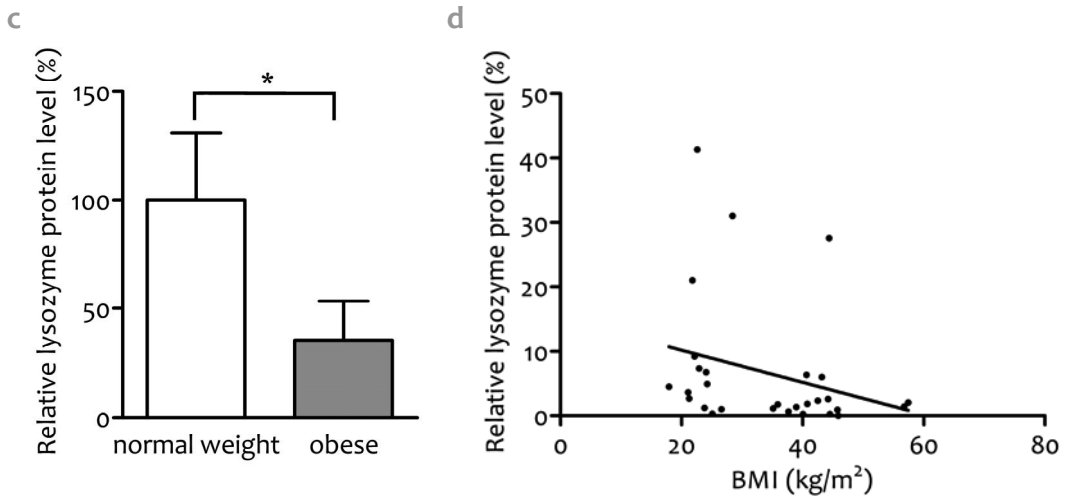 c
Relative lysozyme protein level (%)
150
100
50
0
*
normal weight
obese
d
Relative lysozyme protein level (%)
50
40
30
20
10
0
0
20
40
60
80
BMI (kg/m²)